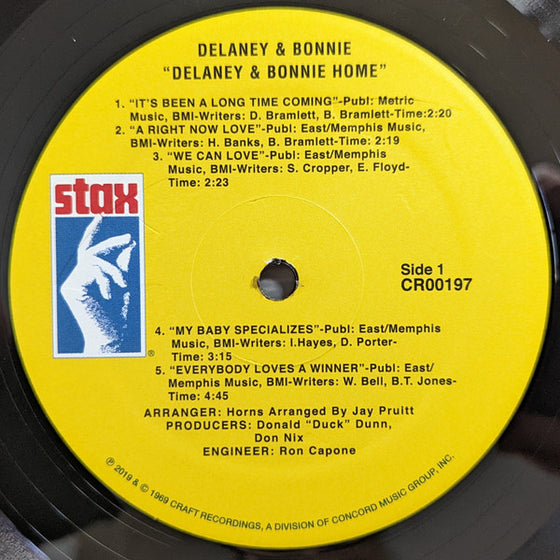 DELANEY & BONNIE
"DELANEY & BONNIE HOME"
1. "IT'S BEEN A LONG TIME COMING"-Publ: Metric
Music, BMI-Writers: D. Bramlett, B. Bramlett-Time:2:20
2. "A RIGHT NOW LOVE"-Publ: East/Memphis Music,
BMI-Writers: H. Banks, B. Bramlett-Time: 2:19
3. "WE CAN LOVE"-Publ: East/Memphis
Music, BMI-Writers: S. Cropper, E. Floyd-
Time: 2:23
stax
®
Side 1
CR00197
4. "MY BABY SPECIALIZES"-Publ: East/Memphis
Music, BMI-Writers: I.Hayes, D. Porter-
Time: 3:15
5. "EVERYBODY LOVES A WINNER"-Publ: East/
Memphis Music, BMI-Writers: W. Bell, B.T. Jones-
Time: 4:45
ARRANGER: Horns Arranged By Jay Pruitt
PRODUCERS: Donald "Duck" Dunn,
Don Nix
ENGINEER: Ron Capone
℗ 2019 & © 1969 CRAFT RECORDINGS, A DIVISION OF CONCORD MUSIC GROUP, INC.